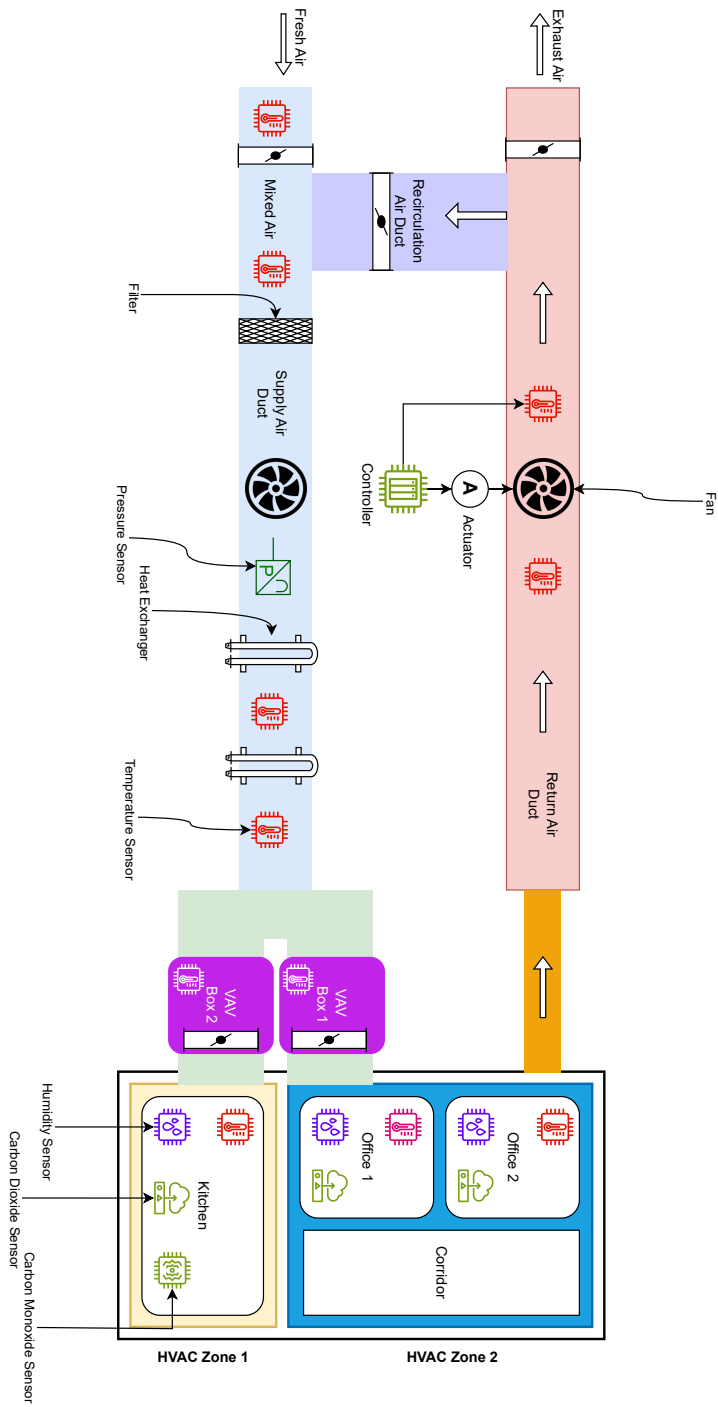 Fresh Air
Exhaust Air
Mixed Air
Recirculation
Air Duct
Filter
Supply Air
Duct
Fan
Controller
A
Actuator
Pressure Sensor
P
Heat Exchanger
Return Air
Duct
Temperature Sensor
VAV
Box 2
VAV
Box 1
Humidity Sensor
Carbon Dioxide Sensor
Carbon Monoxide Sensor
Kitchen
Office 1
Office 2
Corridor
HVAC Zone 1
HVAC Zone 2